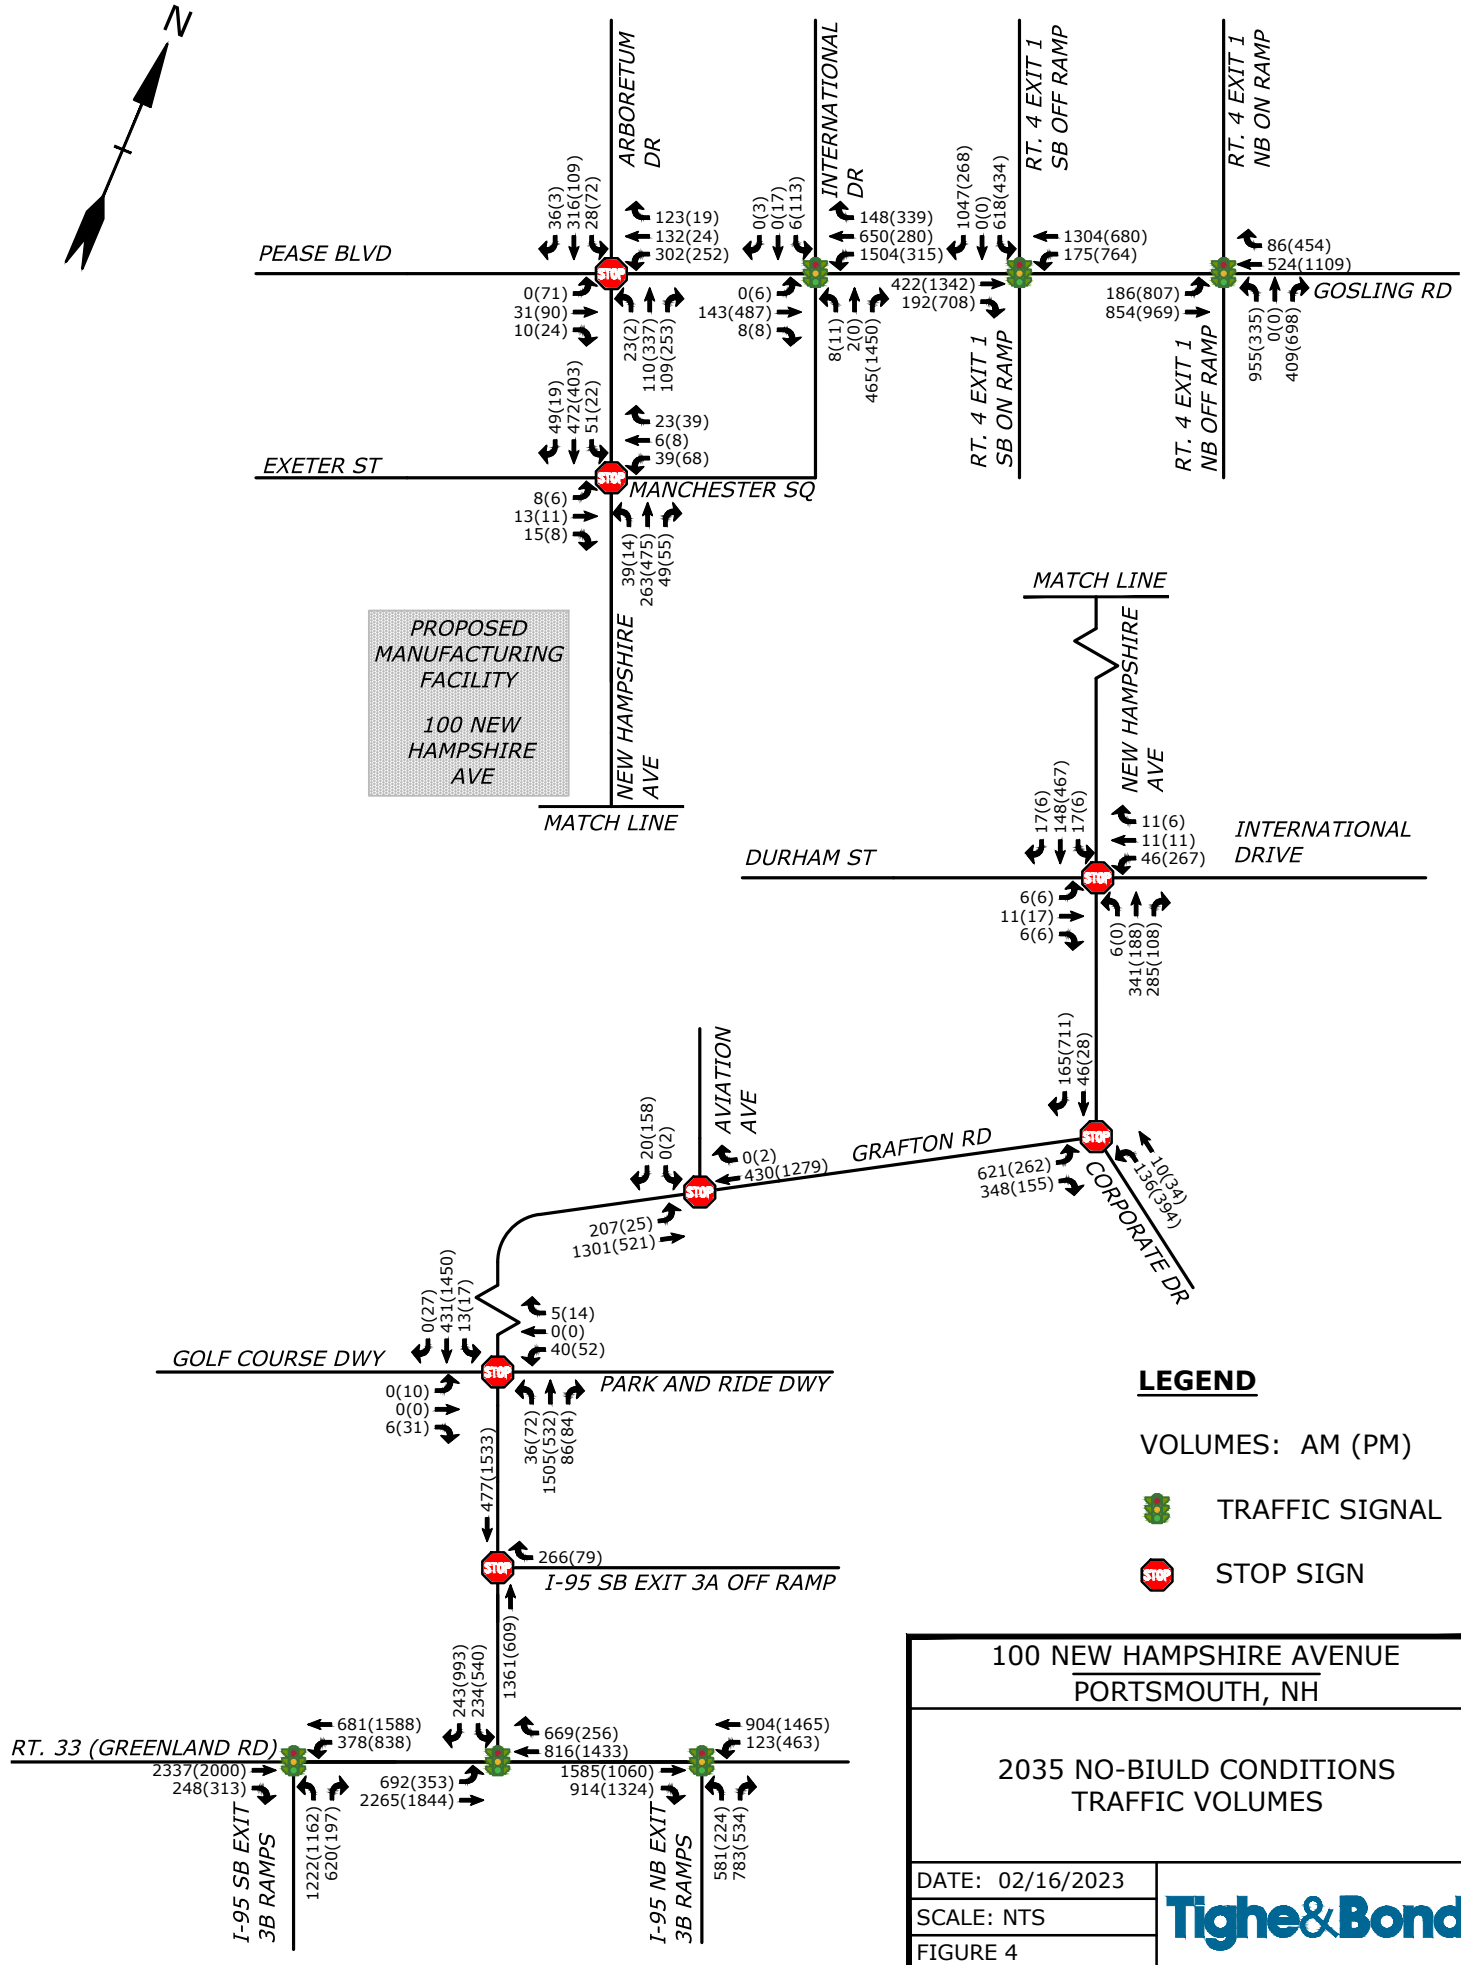 N
ARBORETUM
DR
INTERNATIONAL
DR
RT. 4 EXIT 1
SB OFF RAMP
RT. 4 EXIT 1
NB ON RAMP
PEASE BLVD
36(3)
316(109)
28(72)
123(19)
132(24)
302(252)
0(71)
31(90)
10(24)
23(2)
110(337)
109(253)
STOP
0(3)
0(17)
6(113)
148(339)
650(280)
1504(315)
0(6)
143(487)
8(8)
8(11)
2(0)
465(1450)
1047(268)
0(0)
618(434)
1304(680)
175(764)
422(1342)
192(708)
RT. 4 EXIT 1
SB ON RAMP
86(454)
524(1109)
GOSLING RD
186(807)
854(969)
955(335)
0(0)
409(698)
RT. 4 EXIT 1
NB OFF RAMP
EXETER ST
49(19)
472(403)
51(22)
23(39)
6(8)
39(68)
STOP
MANCHESTER SQ
8(6)
13(11)
15(8)
39(14)
263(475)
49(55)
PROPOSED
MANUFACTURING
FACILITY
100 NEW
HAMPSHIRE
AVE
NEW HAMPSHIRE
AVE
MATCH LINE
MATCH LINE
NEW HAMPSHIRE
AVE
17(6)
148(467)
17(6)
11(6)
11(11)
46(267)
INTERNATIONAL
DRIVE
DURHAM ST
STOP
6(6)
11(17)
6(6)
6(0)
341(188)
285(108)
165(711)
46(28)
STOP
621(262)
348(155)
10(34)
136(394)
CORPORATE DR
GRAFTON RD
AVIATION
AVE
20(158)
0(2)
0(2)
430(1279)
STOP
207(25)
1301(521)
0(27)
431(1450)
13(17)
5(14)
0(0)
40(52)
GOLF COURSE DWY
STOP
PARK AND RIDE DWY
0(10)
0(0)
6(31)
36(72)
1505(532)
86(84)
477(1533)
STOP
266(79)
I-95 SB EXIT 3A OFF RAMP
1361(609)
243(993)
234(540)
669(256)
816(1433)
692(353)
2265(1844)
RT. 33 (GREENLAND RD)
681(1588)
378(838)
2337(2000)
248(313)
1222(1162)
620(197)
I-95 SB EXIT
3B RAMPS
904(1465)
123(463)
1585(1060)
914(1324)
581(224)
783(534)
I-95 NB EXIT
3B RAMPS
LEGEND
VOLUMES: AM (PM)
TRAFFIC SIGNAL
STOP
STOP SIGN
100 NEW HAMPSHIRE AVENUE
PORTSMOUTH, NH
2035 NO-BIULD CONDITIONS
TRAFFIC VOLUMES
DATE: 02/16/2023
SCALE: NTS
FIGURE 4
Tighe&Bond